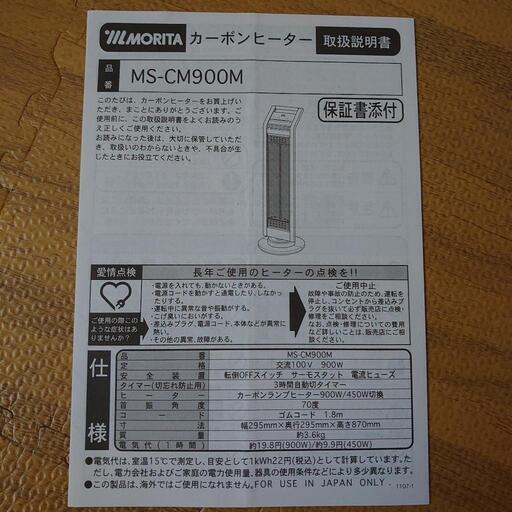 MORITA カーボンヒーター 取扱説明書
品番 MS-CM900M
保証書添付
このたびは、カーボンヒーターをお買上げいただき、まことにありがとうございます。ご使用前に、この取扱説明書をよくお読みのうえ正しくご使用ください。
お読みになった後は、大切に保管していただき、取扱いのわからないときや、不具合が生じたときにお役立てください。
愛情点検
長年ご使用のヒーターの点検を!!
ご使用の際このような症状はありませんか?
・電源を入れても、動かないときがある。
・電源コードを動かすと通電したり、しなかったりする。
・運転中に異常な音や振動がある。
・こげ臭いにおいがする。
・差込みプラグ、電源コード、本体などが異常に熱い。
・その他の異常、故障がある。
ご使用中止
故障や事故の防止のため、運転を停止し、コンセントから差込みプラグを抜いて必ず販売店に点検・修理をご相談ください。
なお、点検・修理についての費用など詳しいことは、販売店にご相談ください。
仕様
品番 MS-CM900M
定格 交流100V 900W
安全装置 転倒OFFスイッチ サーモスタット 電流ヒューズ
タイマー(切忘れ防止用) 3時間自動切タイマー
ヒーター カーボンランプヒーター900W/450W切換
首振角度 70度
コード ゴムコード 1.8m
寸法 幅295mm×奥行295mm×高さ870mm
質量 約3.6kg
電気代(1時間) 約19.8円(900W)/約9.9円(450W)
●電気代は、室温15℃で測定し、目安として1kWh22円(税込)として計算しています。ただし、電力会社およびご家庭の電力使用量、器具の使用条件などにより多少異なります。
●この製品は、海外ではご使用になれません。FOR USE IN JAPAN ONLY
1107-1